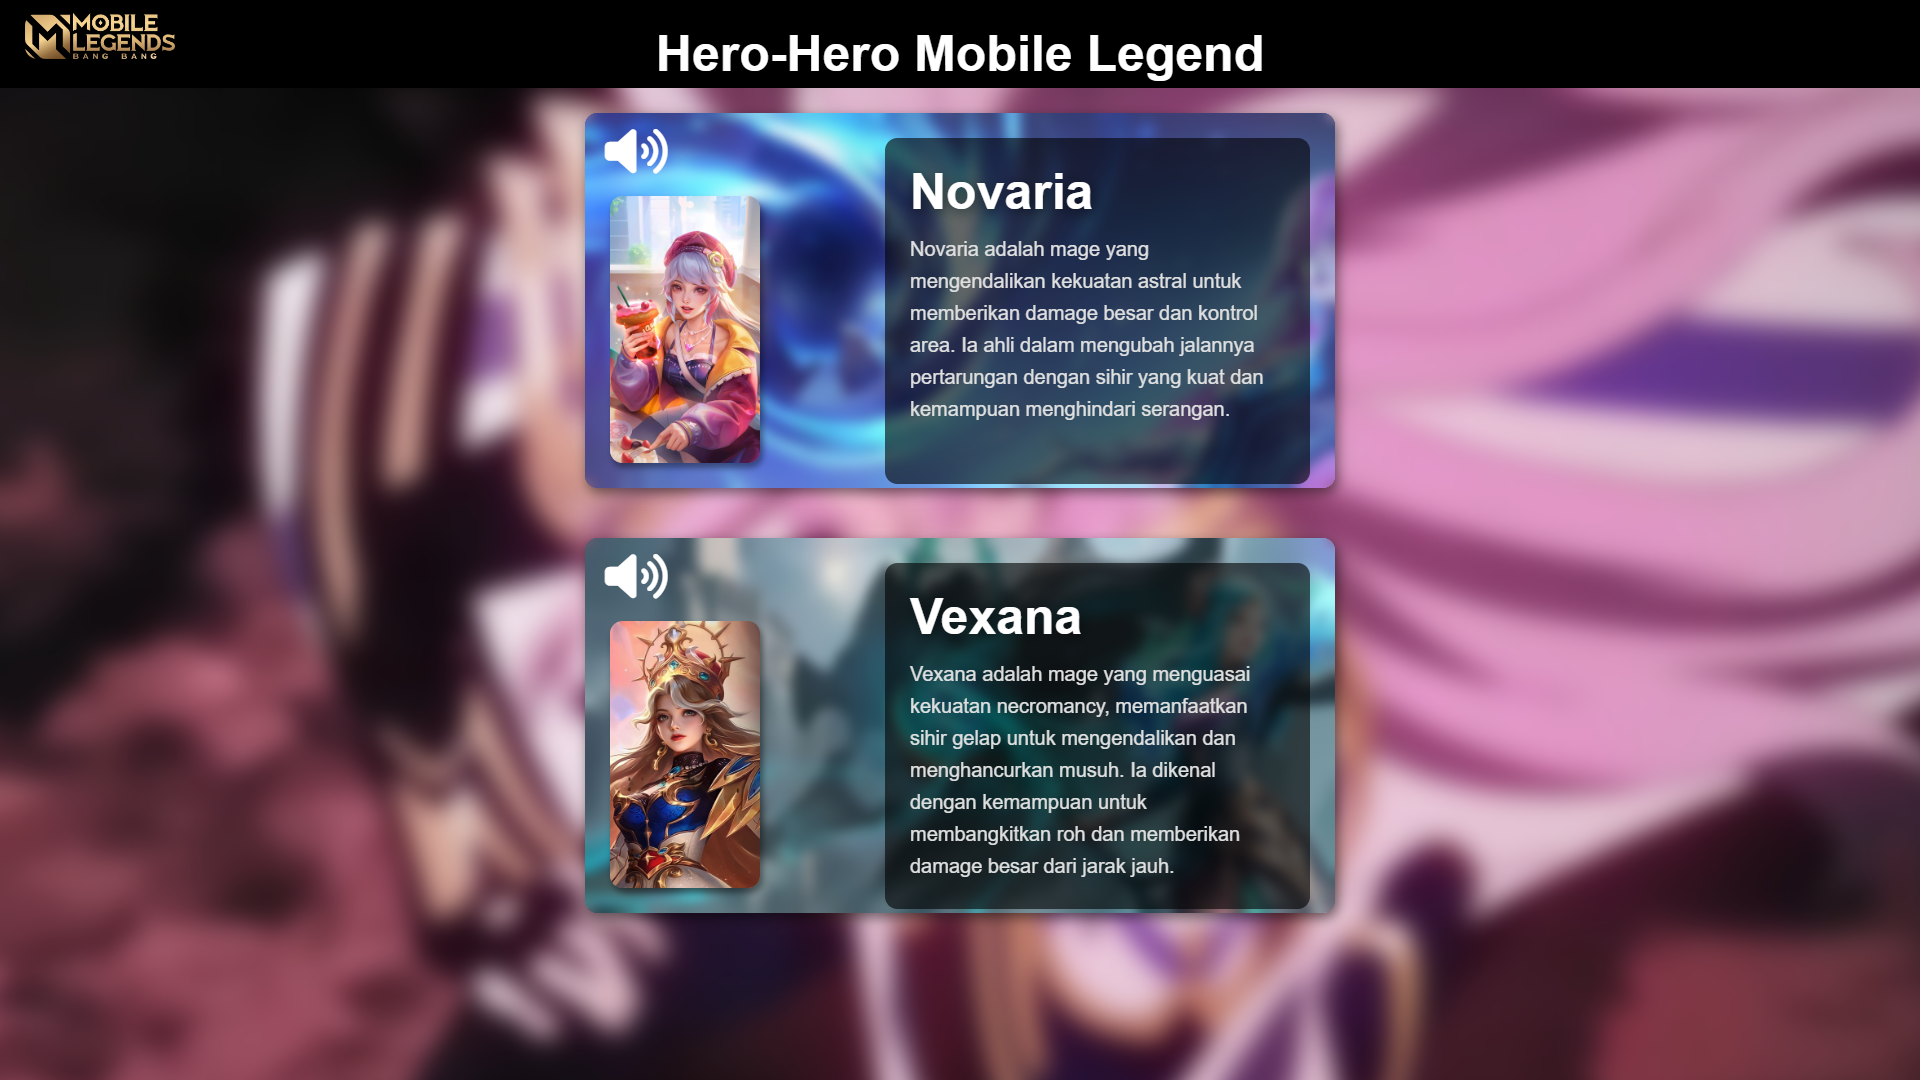 MOBILE
LEGENDS
BANG BANG
Hero-Hero Mobile Legend
Novaria
Novaria adalah mage yang
mengendalikan kekuatan astral untuk
memberikan damage besar dan kontrol
area. Ia ahli dalam mengubah jalannya
pertarungan dengan sihir yang kuat dan
kemampuan menghindari serangan.
Vexana
Vexana adalah mage yang menguasai
kekuatan necromancy, memanfaatkan
sihir gelap untuk mengendalikan dan
menghancurkan musuh. Ia dikenal
dengan kemampuan untuk
membangkitkan roh dan memberikan
damage besar dari jarak jauh.